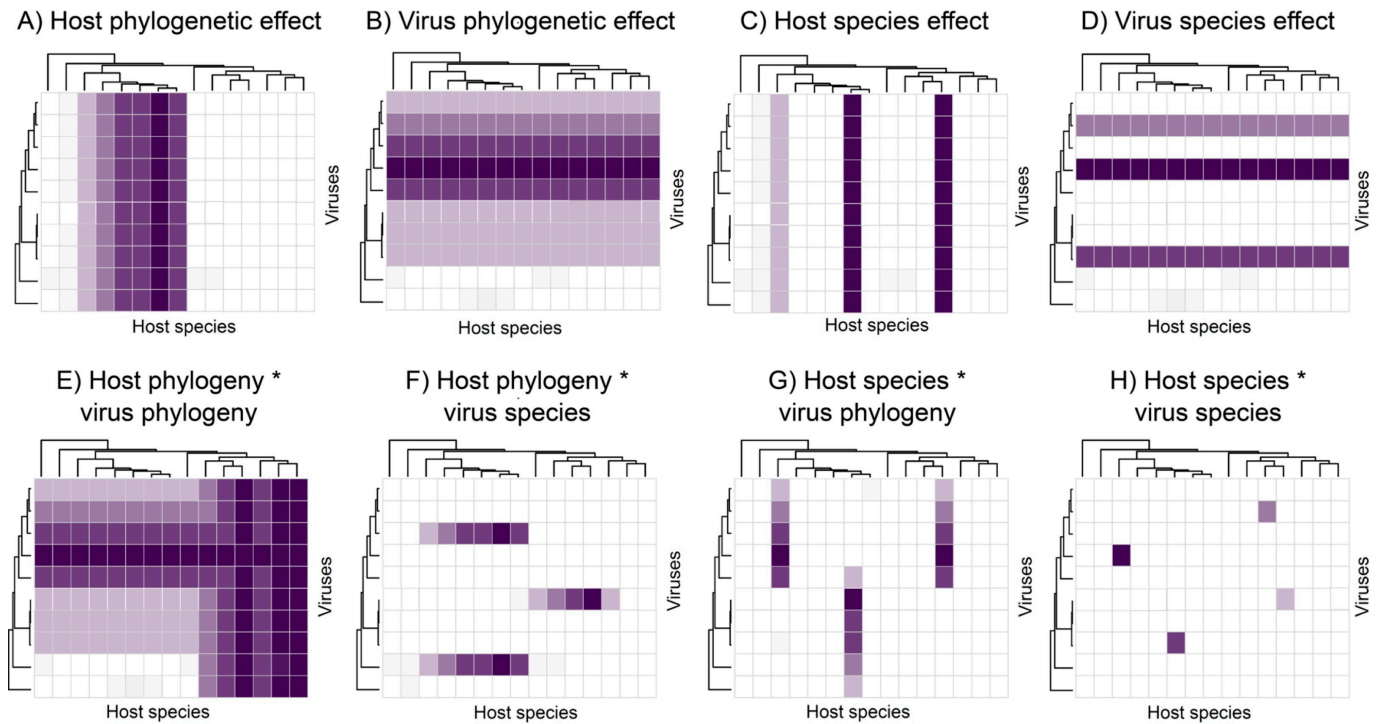 A) Host phylogenetic effect
B) Virus phylogenetic effect
C) Host species effect
D) Virus species effect
Viruses
Viruses
Viruses
Viruses
Host species
Host species
Host species
Host species
E) Host phylogeny *
virus phylogeny
F) Host phylogeny *
virus species
G) Host species *
virus phylogeny
H) Host species *
virus species
Viruses
Viruses
Viruses
Viruses
Host species
Host species
Host species
Host species